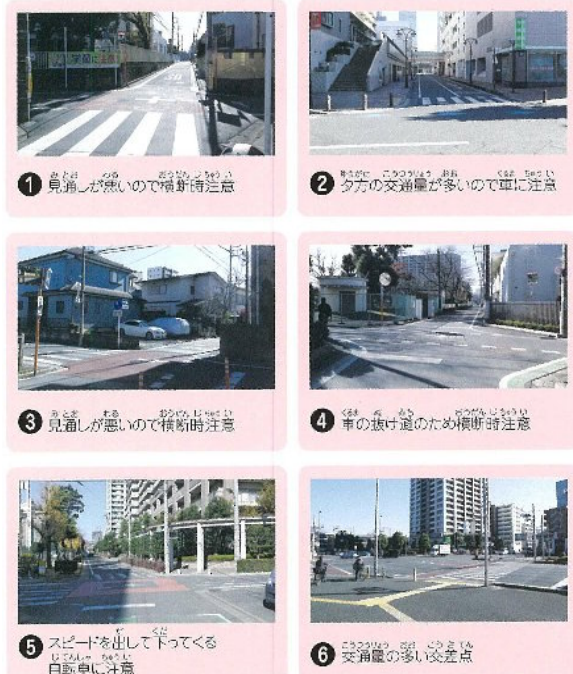 ❶ 見通しが悪いので横断時注意
❷ 夕方の交通量が多いので車に注意
❸ 見通しが悪いので横断時注意
❹ 車の抜け道のため横断時注意
❺ スピードを出して下ってくる
自転車に注意
❻ 交通量の多い交差点